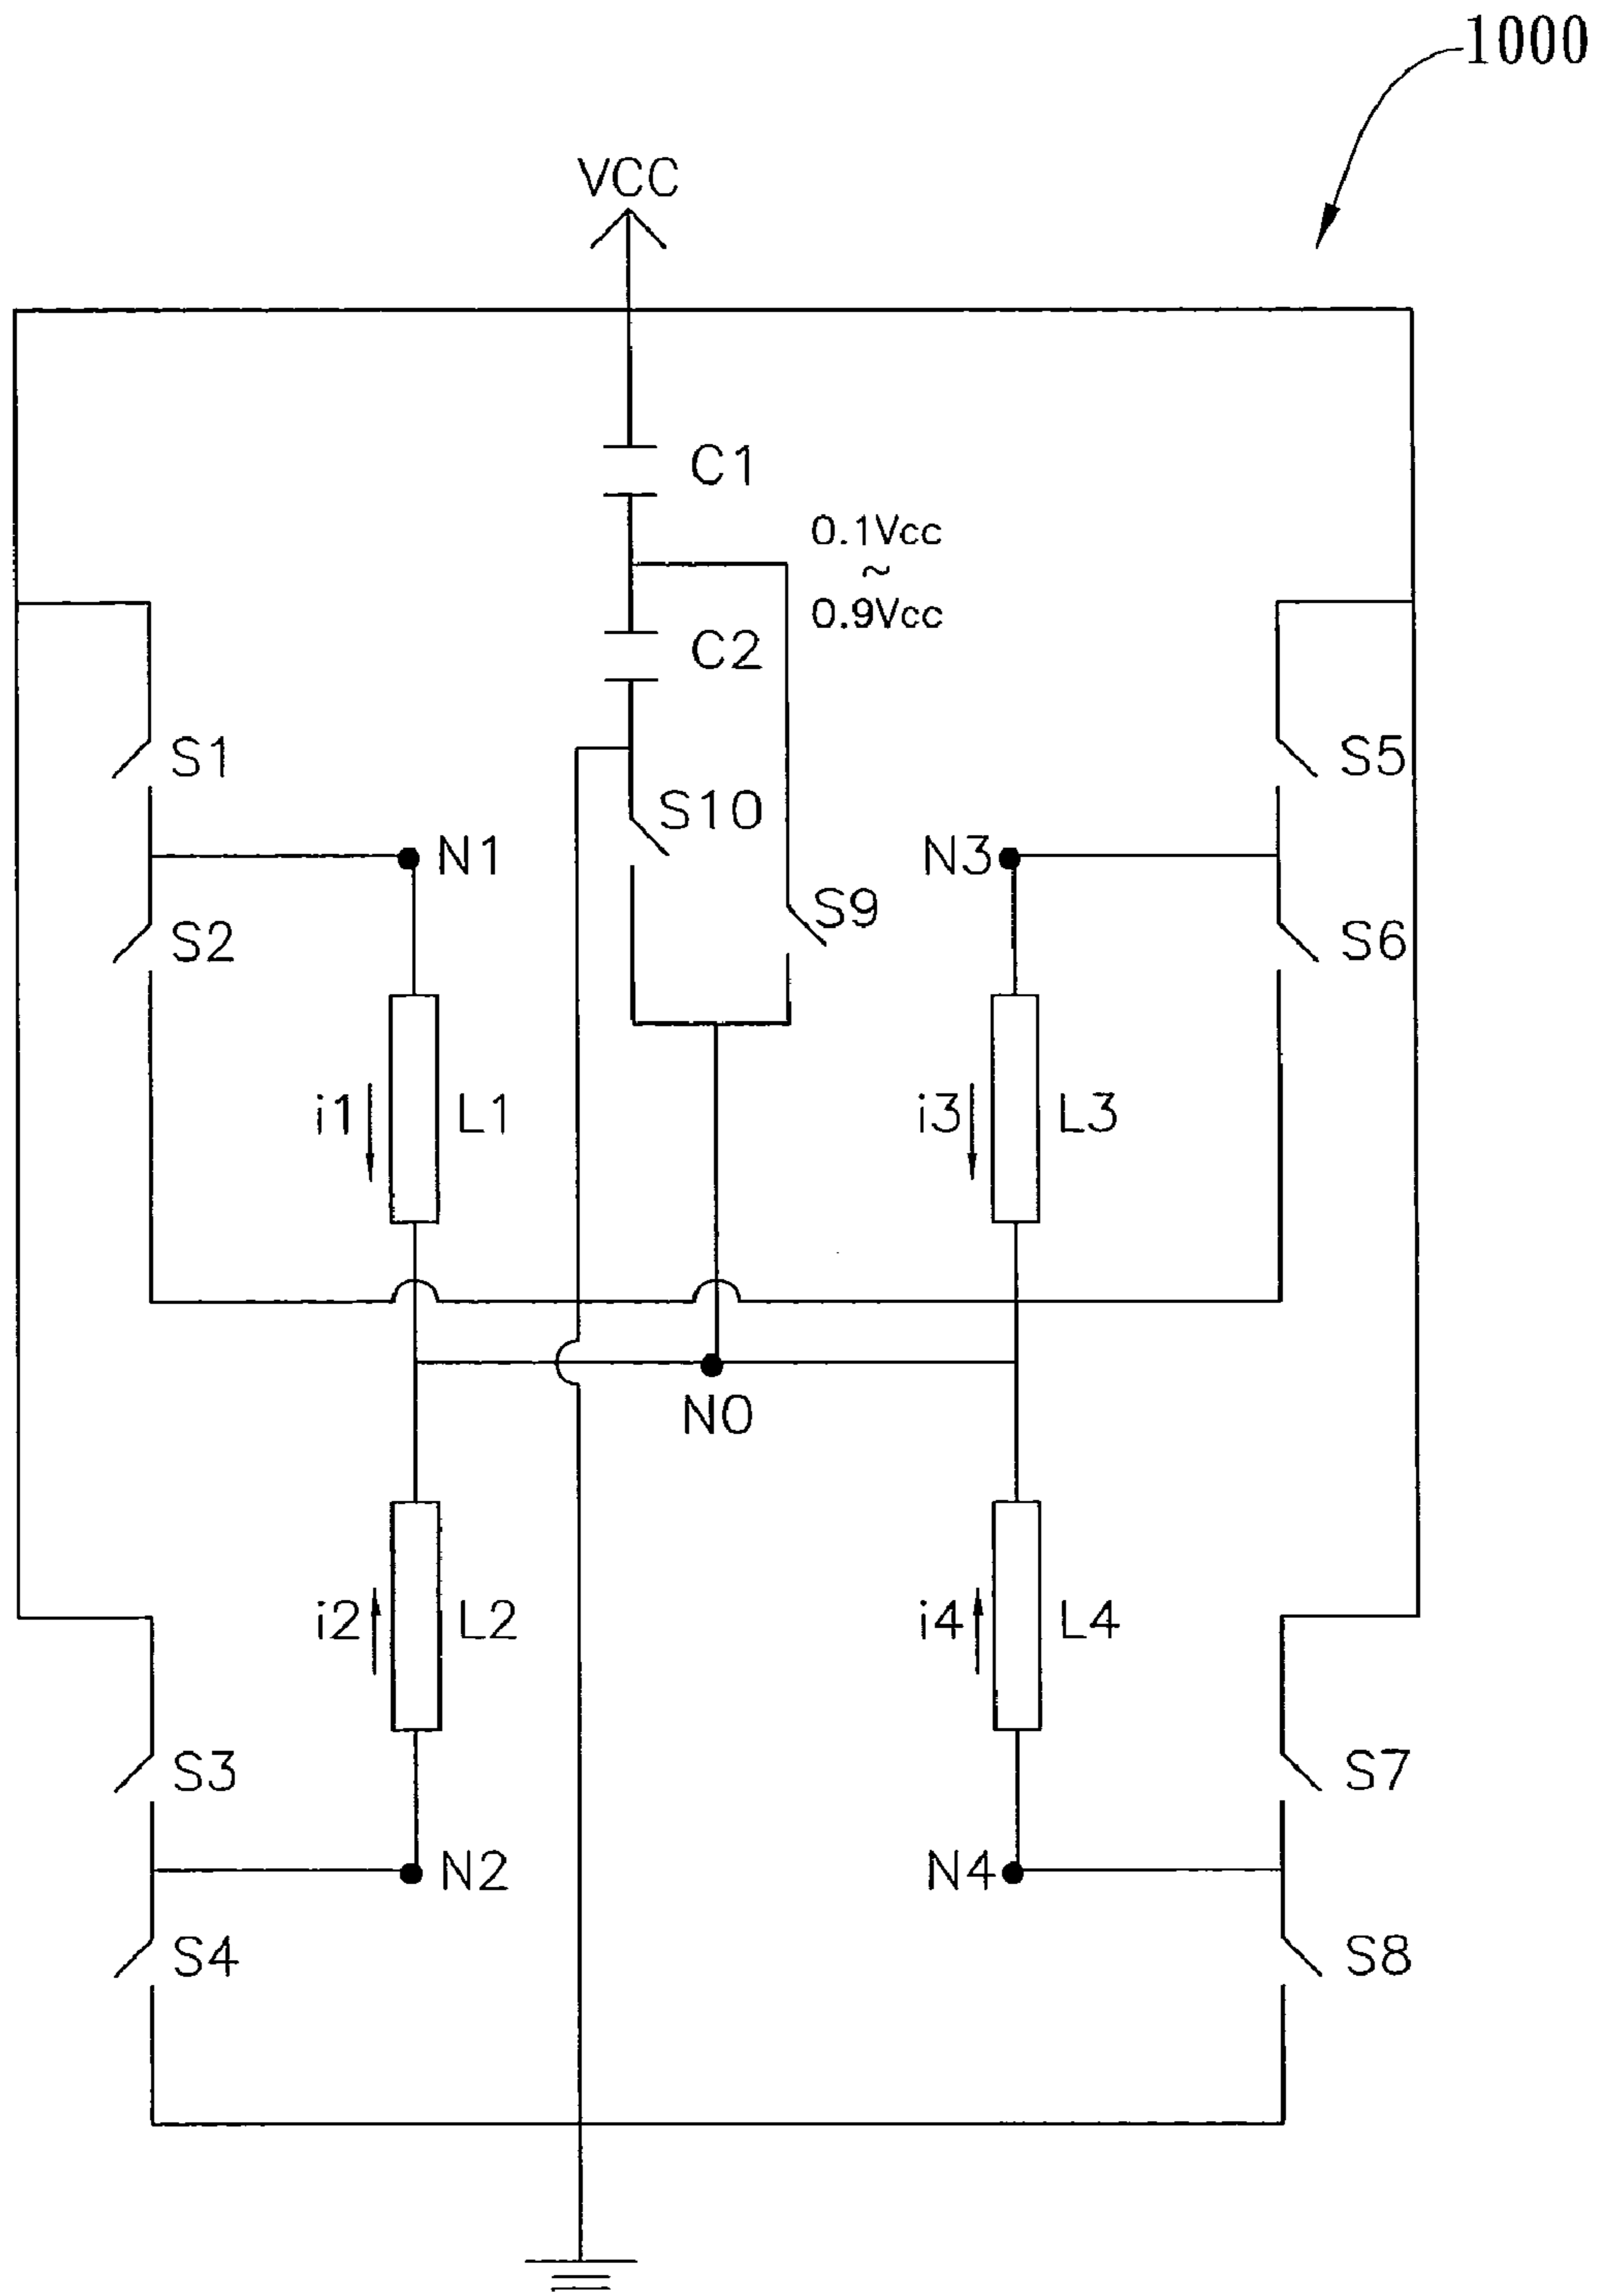 1000
VCC
C1
0.1Vcc
~
0.9Vcc
C2
S1
S5
S10
N1
N3
S9
S2
S6
i1
L1
i3
L3
N0
i2
L2
i4
L4
S3
S7
N2
N4
S4
S8